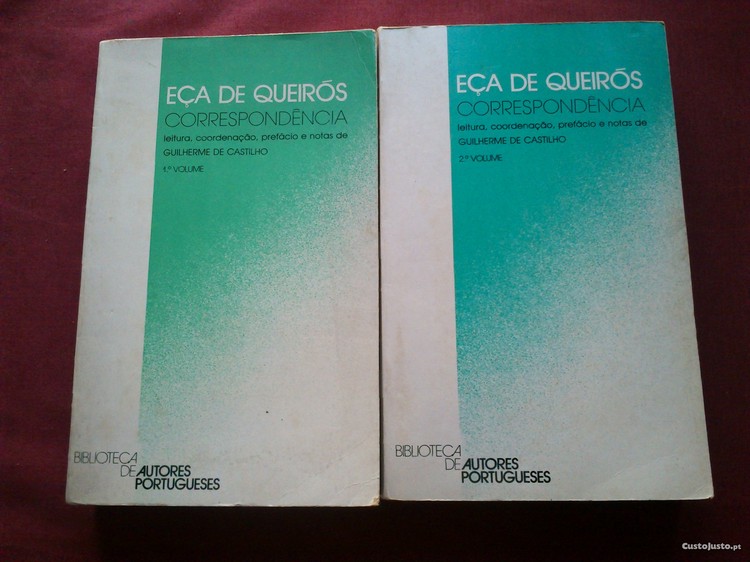 EÇA DE QUEIRÓS
CORRESPONDÊNCIA
leitura, coordenação, prefácio e notas de
GUILHERME DE CASTILHO
1.º VOLUME
BIBLIOTECA
DE AUTORES
PORTUGUESES
EÇA DE QUEIRÓS
CORRESPONDÊNCIA
leitura, coordenação, prefácio e notas de
GUILHERME DE CASTILHO
2.º VOLUME
BIBLIOTECA
DE AUTORES
PORTUGUESES
CustoJusto.pt